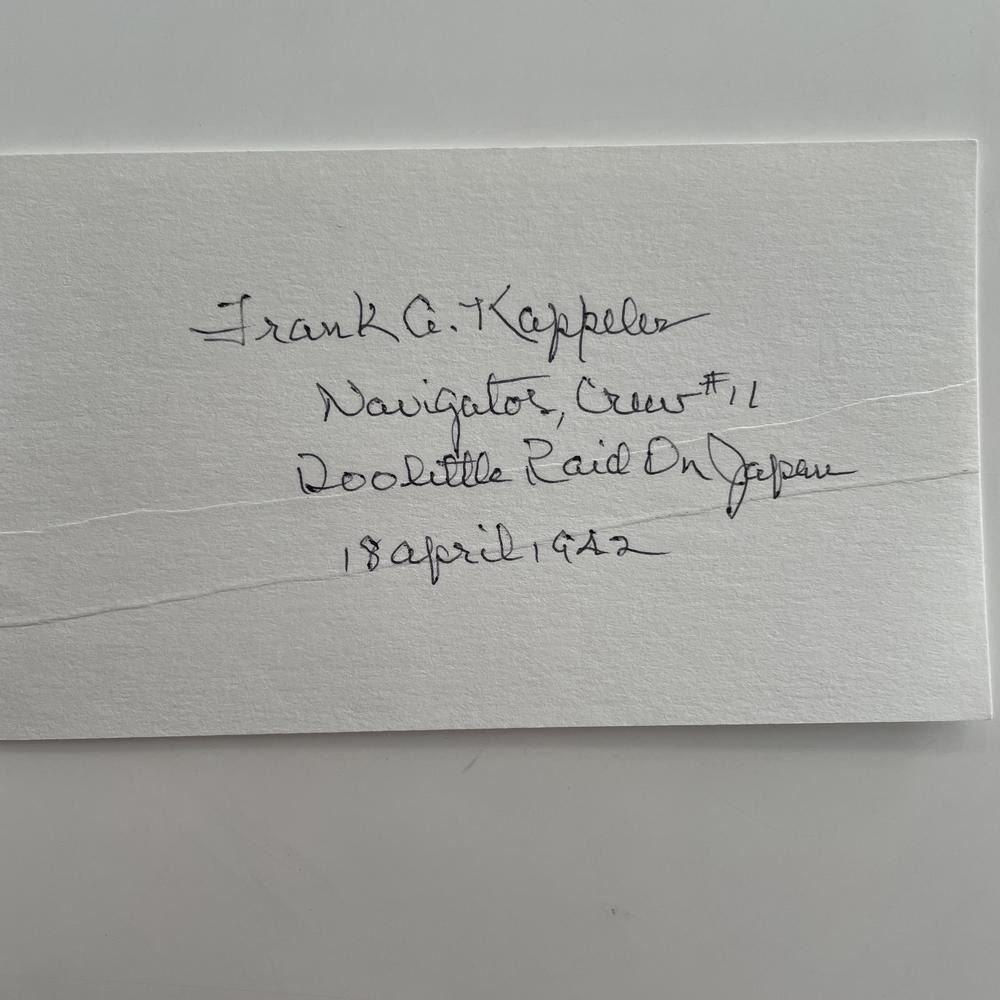 Frank A. Kappeler
Navigator, Crew #11
Doolittle Raid On Japan
18 April 1942